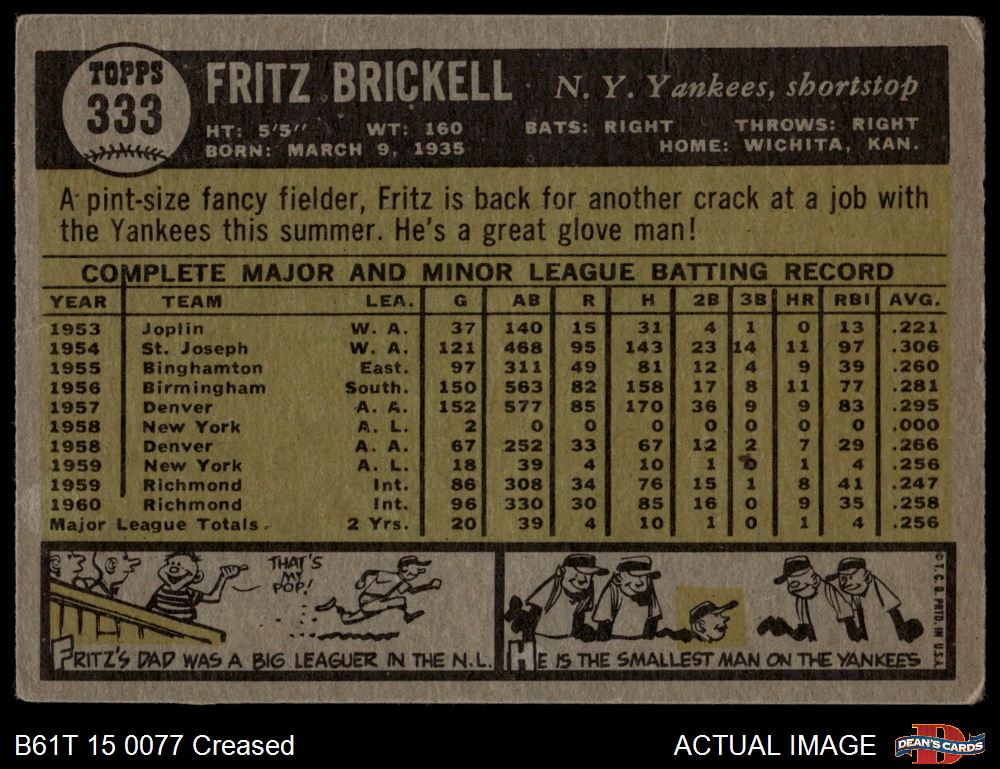 TOPPS
333
FRITZ BRICKELL N. Y. Yankees, shortstop
HT: 5'5" WT: 160 BATS: RIGHT THROWS: RIGHT
BORN: MARCH 9, 1935 HOME: WICHITA, KAN.
A pint-size fancy fielder, Fritz is back for another crack at a job with
the Yankees this summer. He's a great glove man!
COMPLETE MAJOR AND MINOR LEAGUE BATTING RECORD
YEAR TEAM LEA. G AB R H 2B 3B HR RBI AVG.
1953 Joplin W. A. 37 140 15 31 4 1 0 13 .221
1954 St. Joseph W. A. 121 468 95 143 23 14 11 97 .306
1955 Binghamton East. 97 311 49 81 12 4 9 39 .260
1956 Birmingham South. 150 563 82 158 17 8 11 77 .281
1957 Denver A. A. 152 577 85 170 36 9 9 83 .295
1958 New York A. L. 2 0 0 0 0 0 0 0 .000
1958 Denver A. A. 67 252 33 67 12 2 7 29 .266
1959 New York A. L. 18 39 4 10 1 0 1 4 .256
1959 Richmond Int. 86 308 34 76 15 1 8 41 .247
1960 Richmond Int. 96 330 30 85 16 0 9 35 .258
Major League Totals 2 Yrs. 20 39 4 10 1 0 1 4 .256
THAT'S
MY
POP!
FRITZ'S DAD WAS A BIG LEAGUER IN THE N.L.
HE IS THE SMALLEST MAN ON THE YANKEES
© T. C. G. PRTD. IN U.S.A.
B61T 15 0077 Creased
ACTUAL IMAGE
DEAN'S CARDS